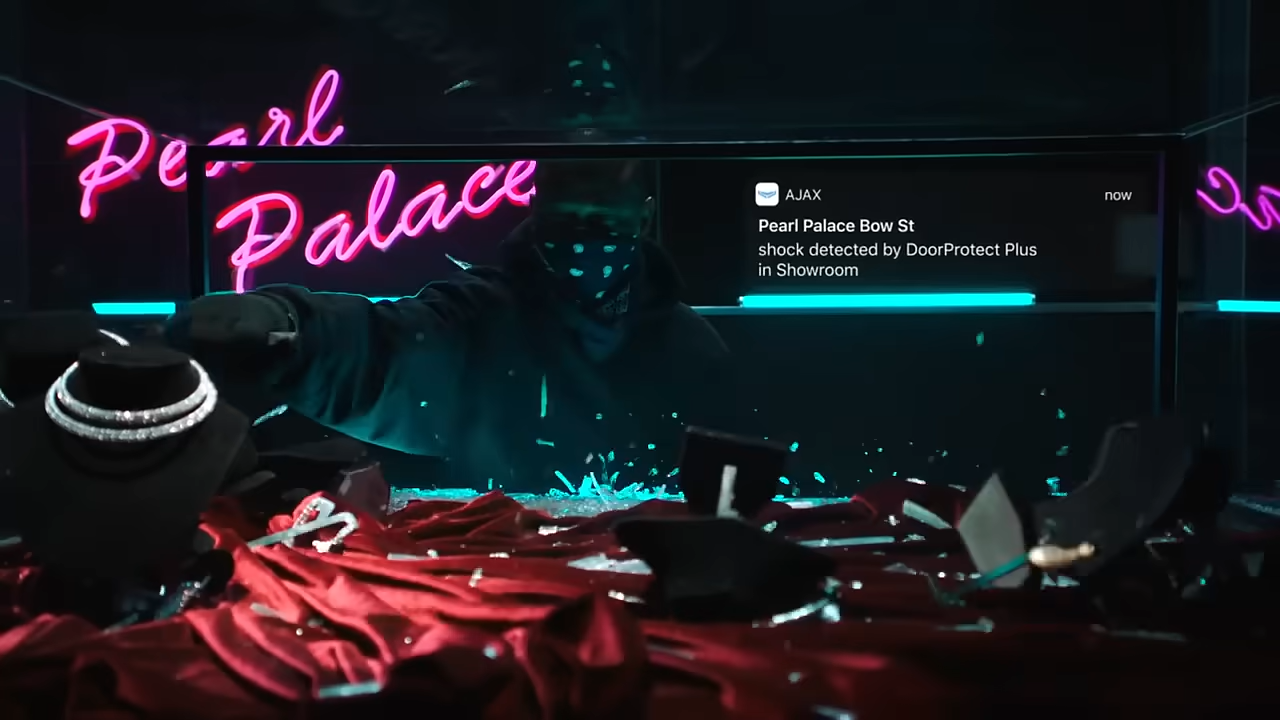 Pearl
Palace
AJAX
now
Pearl Palace Bow St
shock detected by DoorProtect Plus
in Showroom